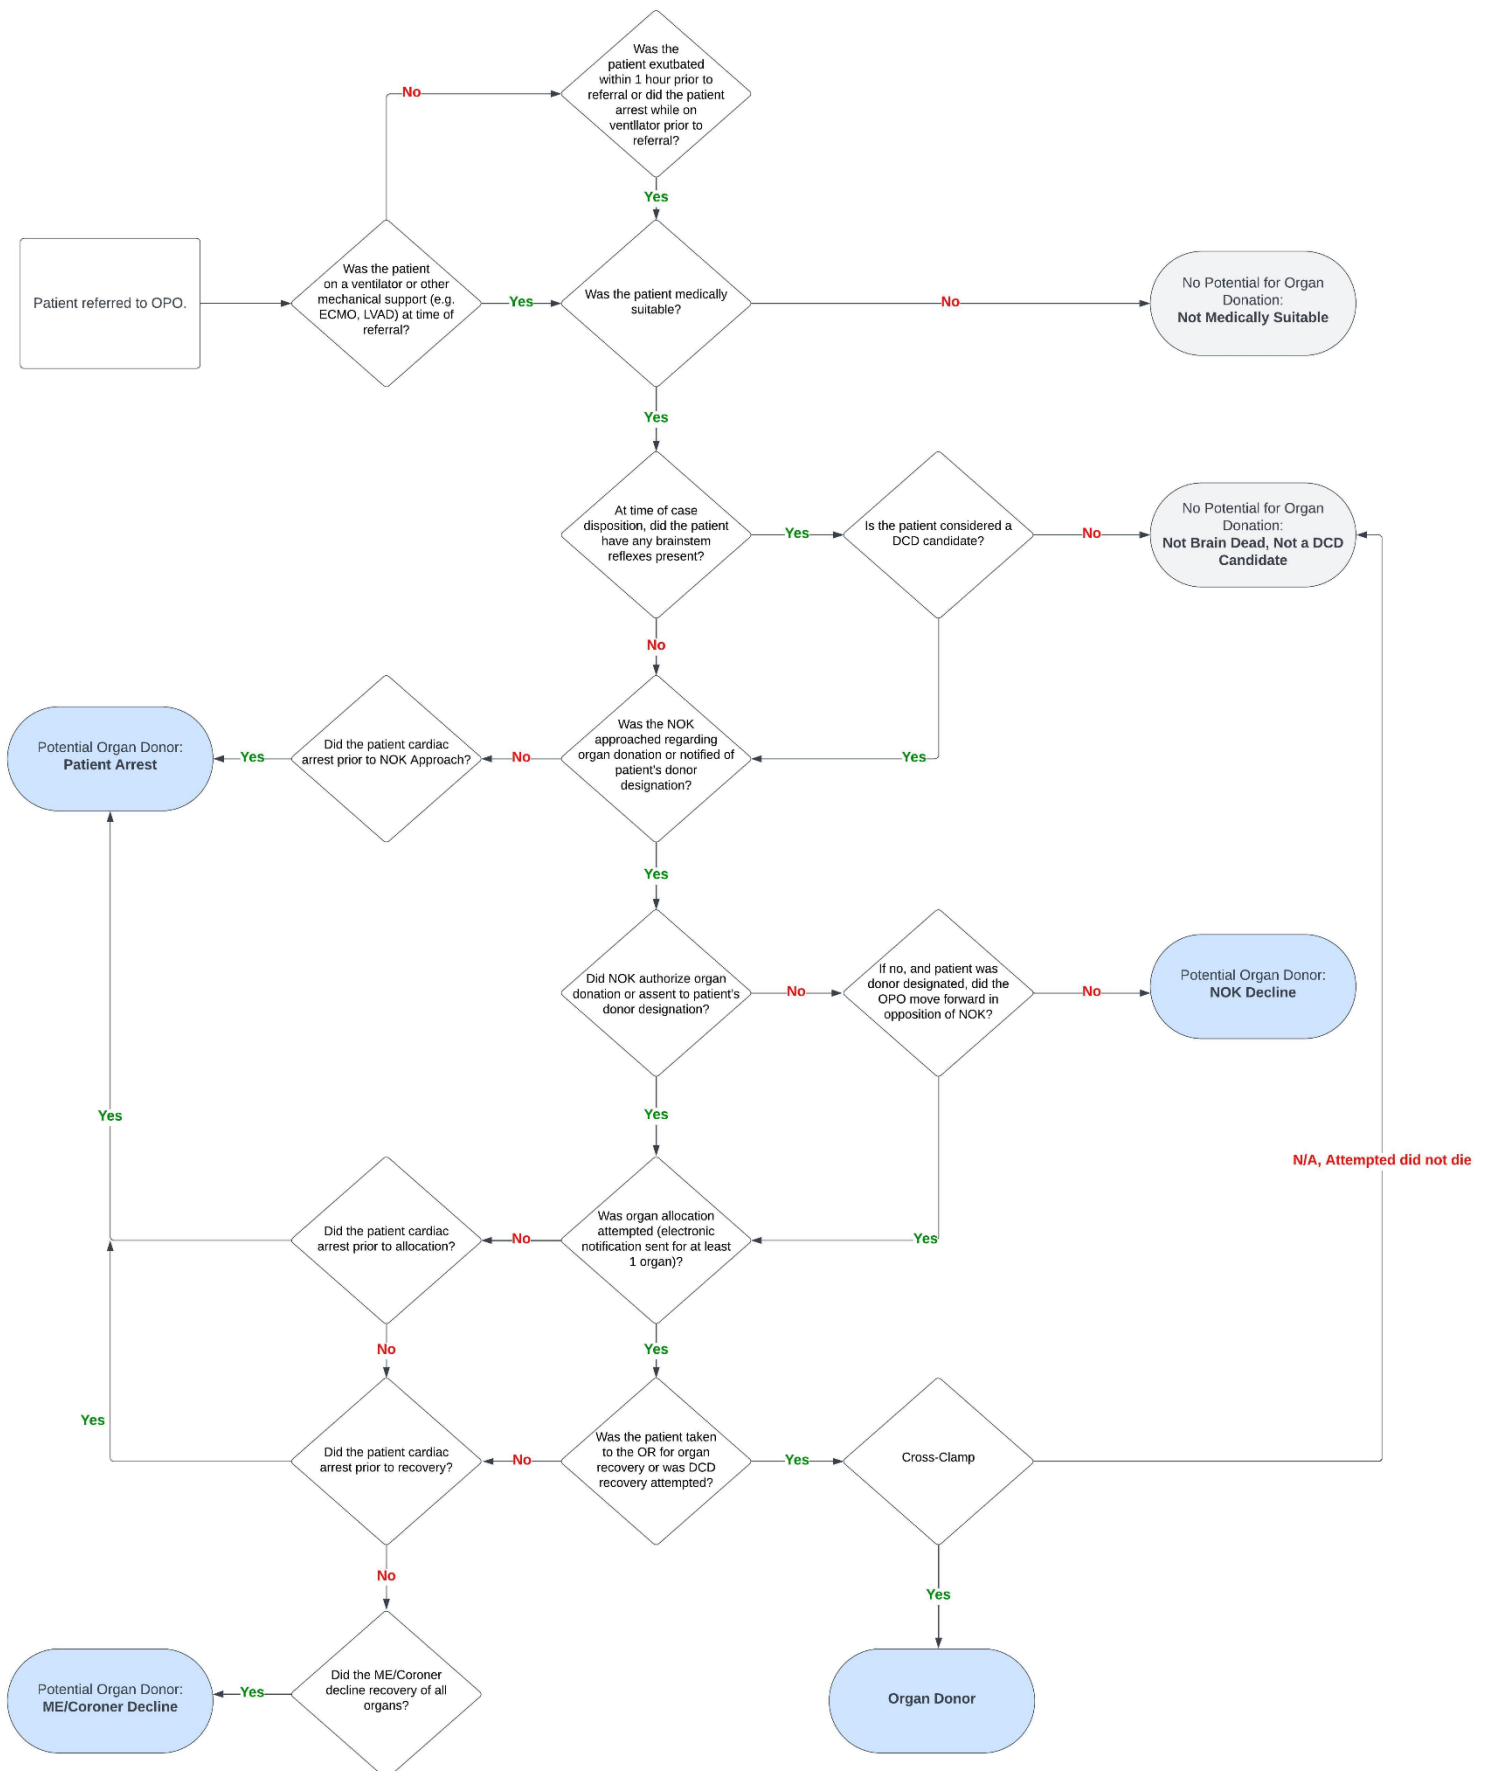 Was the
patient exutbated
within 1 hour prior to
referral or did the patient
arrest while on
ventllator prior to
referral?
No
Yes
Patient referred to OPO.
Was the patient
on a ventilator or other
mechanical support (e.g.
ECMO, LVAD) at time of
referral?
Yes
Was the patient medically
suitable?
No
No Potential for Organ
Donation:
Not Medically Suitable
Yes
At time of case
disposition, did the patient
have any brainstem
reflexes present?
Yes
Is the patient considered a
DCD candidate?
No
No Potential for Organ
Donation:
Not Brain Dead, Not a DCD
Candidate
No
Potential Organ Donor:
Patient Arrest
Yes
Did the patient cardiac
arrest prior to NOK Approach?
No
Was the NOK
approached regarding
organ donation or notified of
patient's donor
designation?
Yes
Yes
Did NOK authorize organ
donation or assent to patient's
donor designation?
No
If no, and patient was
donor designated, did the
OPO move forward in
opposition of NOK?
No
Potential Organ Donor:
NOK Decline
Yes
Yes
N/A, Attempted did not die
Did the patient cardiac
arrest prior to allocation?
No
Was organ allocation
attempted (electronic
notification sent for at least
1 organ)?
Yes
No
Yes
Yes
Did the patient cardiac
arrest prior to recovery?
No
Was the patient taken
to the OR for organ
recovery or was DCD
recovery attempted?
Yes
Cross-Clamp
No
Yes
Potential Organ Donor:
ME/Coroner Decline
Yes
Did the ME/Coroner
decline recovery of all
organs?
Organ Donor